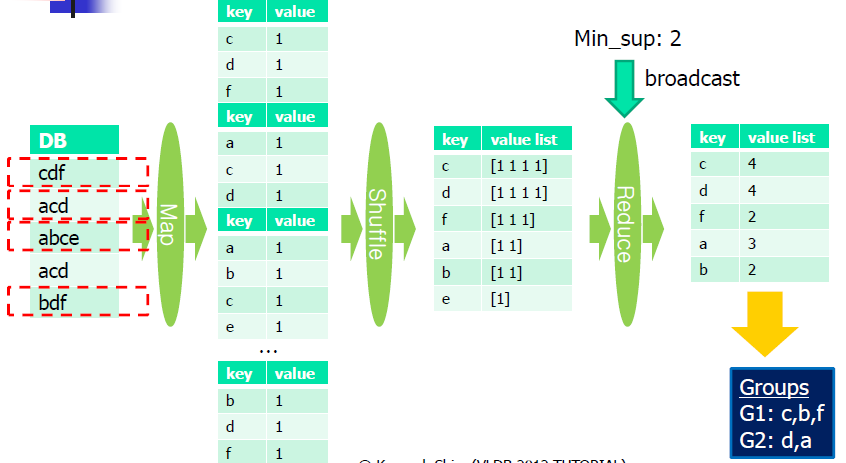 key value
c 1
d 1
f 1
key value
a 1
c 1
d 1
key value
a 1
b 1
c 1
e 1
...
key value
b 1
d 1
f 1
DB
cdf
acd
abce
acd
bdf
Map
Shuffle
key value list
c [1 1 1 1]
d [1 1 1 1]
f [1 1 1]
a [1 1]
b [1 1]
e [1]
Min_sup: 2
broadcast
Reduce
key value list
c 4
d 4
f 2
a 3
b 2
Groups
G1: c,b,f
G2: d,a